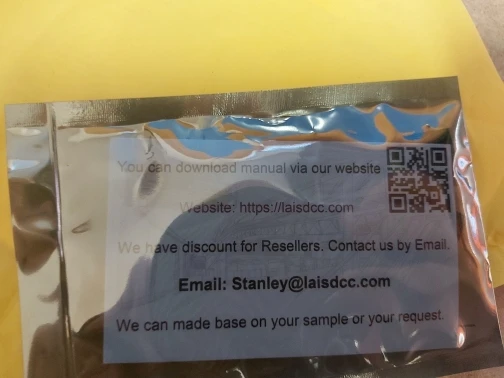 You can download manual via our website
Website: https://laisdcc.com
We have discount for Resellers. Contact us by Email.
Email: Stanley@laisdcc.com
We can made base on your sample or your request.